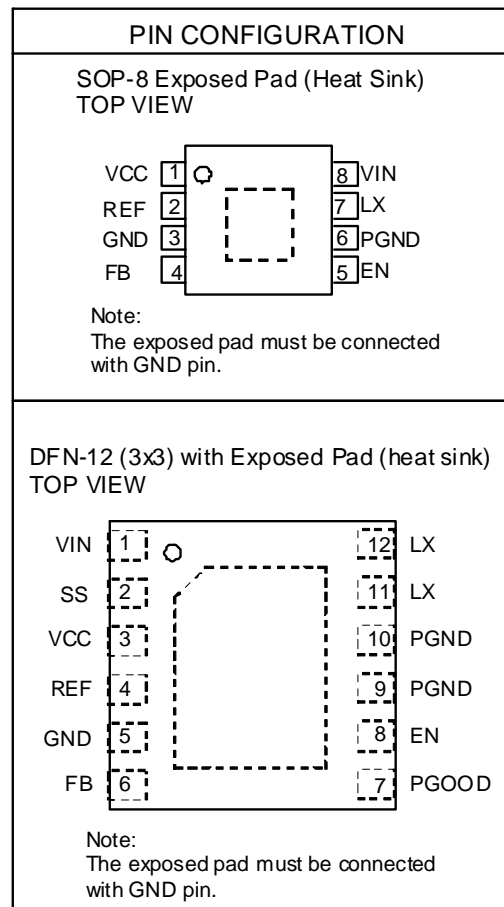 PIN CONFIGURATION
SOP-8 Exposed Pad (Heat Sink)
TOP VIEW
VCC 1 8 VIN
REF 2 7 LX
GND 3 6 PGND
FB 4 5 EN
Note:
The exposed pad must be connected
with GND pin.
DFN-12 (3x3) with Exposed Pad (heat sink)
TOP VIEW
VIN 1 12 LX
SS 2 11 LX
VCC 3 10 PGND
REF 4 9 PGND
GND 5 8 EN
FB 6 7 PGOOD
Note:
The exposed pad must be connected
with GND pin.